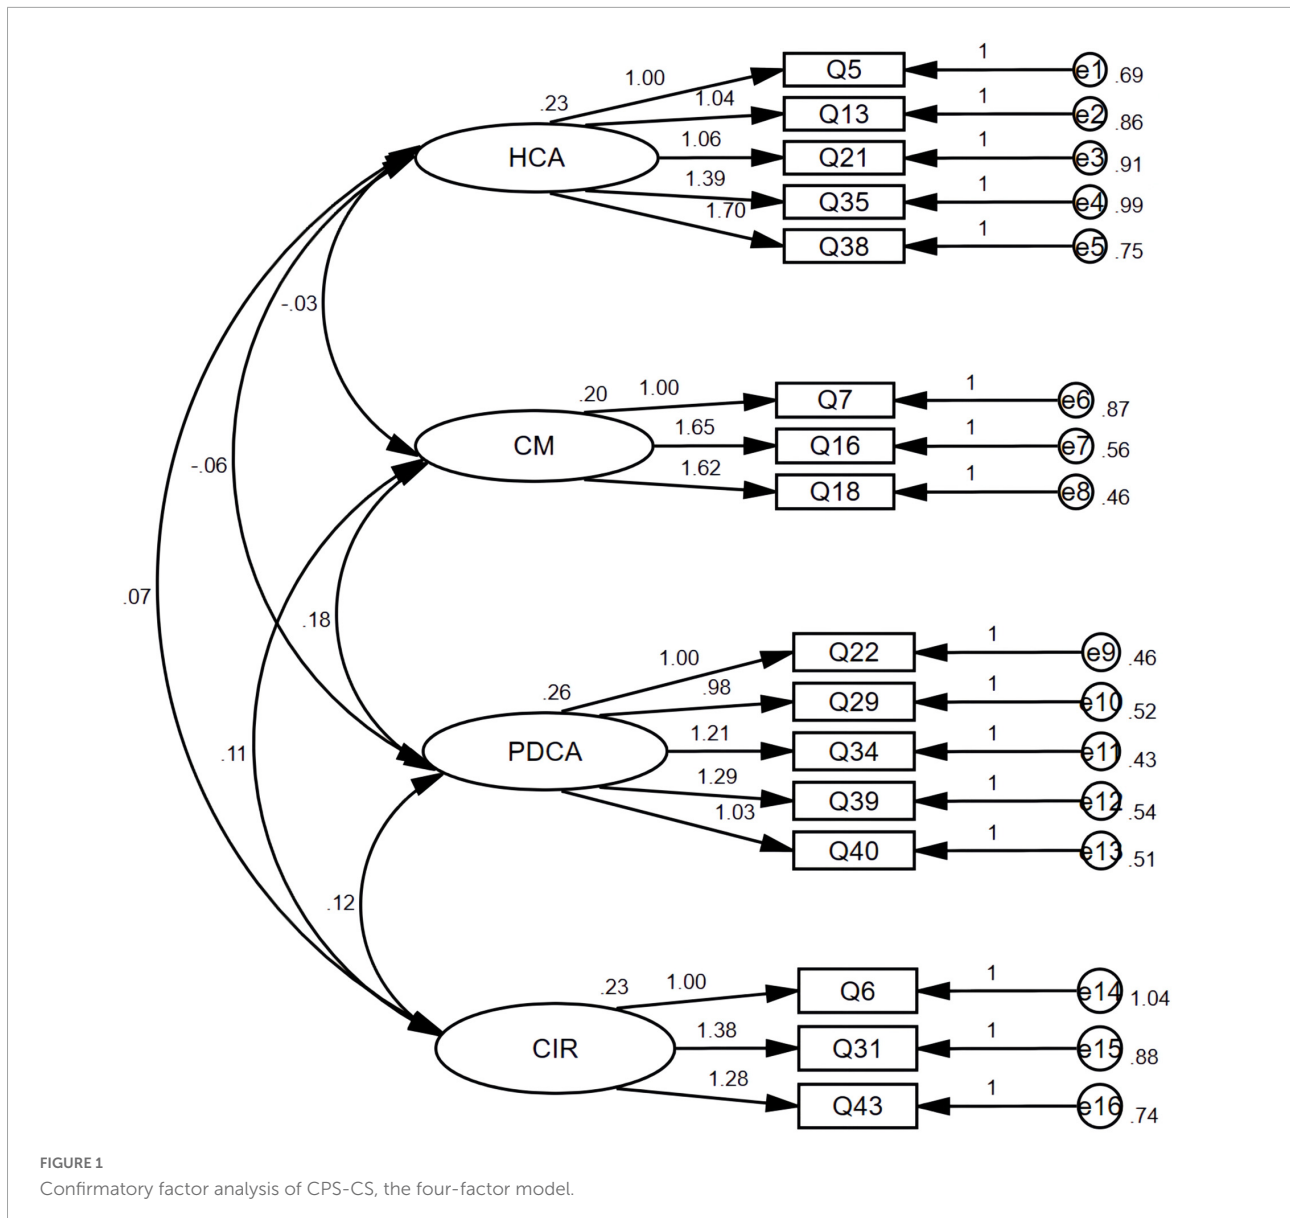 1.00 Q5 1 e1 .69
.23 1.04 Q13 1 e2 .86
HCA 1.06 Q21 1 e3 .91
1.39 Q35 1 e4 .99
1.70 Q38 1 e5 .75
-.03
.20 1.00 Q7 1 e6 .87
CM 1.65 Q16 1 e7 .56
1.62 Q18 1 e8 .46
-.06
.07
.18
1.00 Q22 1 e9 .46
.26 .98 Q29 1 e10 .52
.11 PDCA 1.21 Q34 1 e11 .43
1.29 Q39 1 e12 .54
1.03 Q40 1 e13 .51
.12
.23 1.00 Q6 1 e14 1.04
CIR 1.38 Q31 1 e15 .88
1.28 Q43 1 e16 .74
FIGURE 1
Confirmatory factor analysis of CPS-CS, the four-factor model.